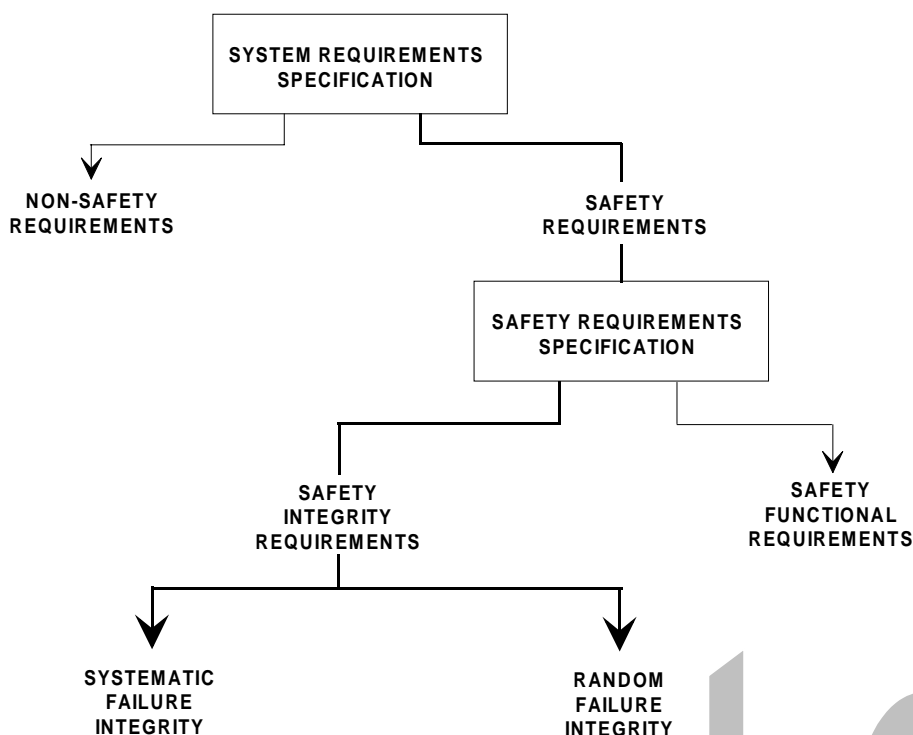 SYSTEM REQUIREMENTS
SPECIFICATION
NON-SAFETY
REQUIREMENTS
SAFETY
REQUIREMENTS
SAFETY REQUIREMENTS
SPECIFICATION
SAFETY
INTEGRITY
REQUIREMENTS
SAFETY
FUNCTIONAL
REQUIREMENTS
SYSTEMATIC
FAILURE
INTEGRITY
RANDOM
FAILURE
INTEGRITY